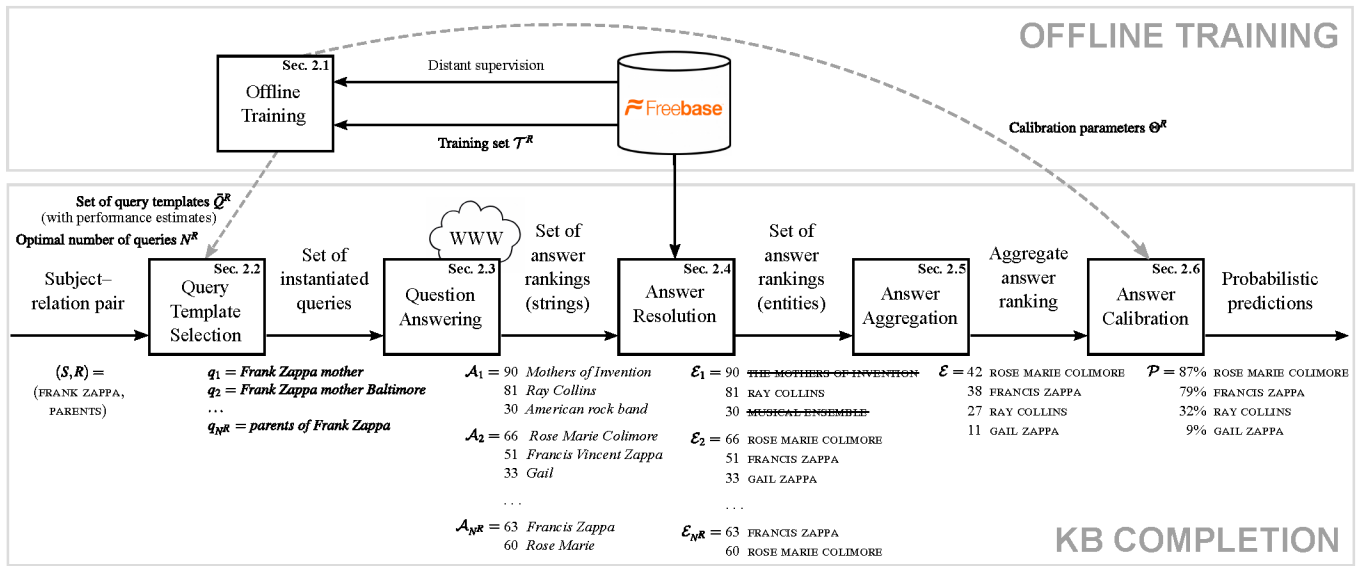 OFFLINE TRAINING
Sec. 2.1
Offline
Training
Distant supervision
Training set 𝒯ᴿ
Freebase
Calibration parameters Θᴿ
Set of query templates Q̄ᴿ
(with performance estimates)
Optimal number of queries Nᴿ
Subject–
relation pair
(S, R) =
(FRANK ZAPPA,
PARENTS)
Sec. 2.2
Query
Template
Selection
Set of
instantiated
queries
q₁ = Frank Zappa mother
q₂ = Frank Zappa mother Baltimore
...
q_Nᴿ = parents of Frank Zappa
WWW
Sec. 2.3
Question
Answering
Set of
answer
rankings
(strings)
𝒜₁ = 90 Mothers of Invention
81 Ray Collins
30 American rock band
𝒜₂ = 66 Rose Marie Colimore
51 Francis Vincent Zappa
33 Gail
...
𝒜_Nᴿ = 63 Francis Zappa
60 Rose Marie
Sec. 2.4
Answer
Resolution
Set of
answer
rankings
(entities)
ℰ₁ = 90 THE MOTHERS OF INVENTION
81 RAY COLLINS
30 MUSICAL ENSEMBLE
ℰ₂ = 66 ROSE MARIE COLIMORE
51 FRANCIS ZAPPA
33 GAIL ZAPPA
...
ℰ_Nᴿ = 63 FRANCIS ZAPPA
60 ROSE MARIE COLIMORE
Sec. 2.5
Answer
Aggregation
Aggregate
answer
ranking
ℰ = 42 ROSE MARIE COLIMORE
38 FRANCIS ZAPPA
27 RAY COLLINS
11 GAIL ZAPPA
Sec. 2.6
Answer
Calibration
Probabilistic
predictions
𝒫 = 87% ROSE MARIE COLIMORE
79% FRANCIS ZAPPA
32% RAY COLLINS
9% GAIL ZAPPA
KB COMPLETION